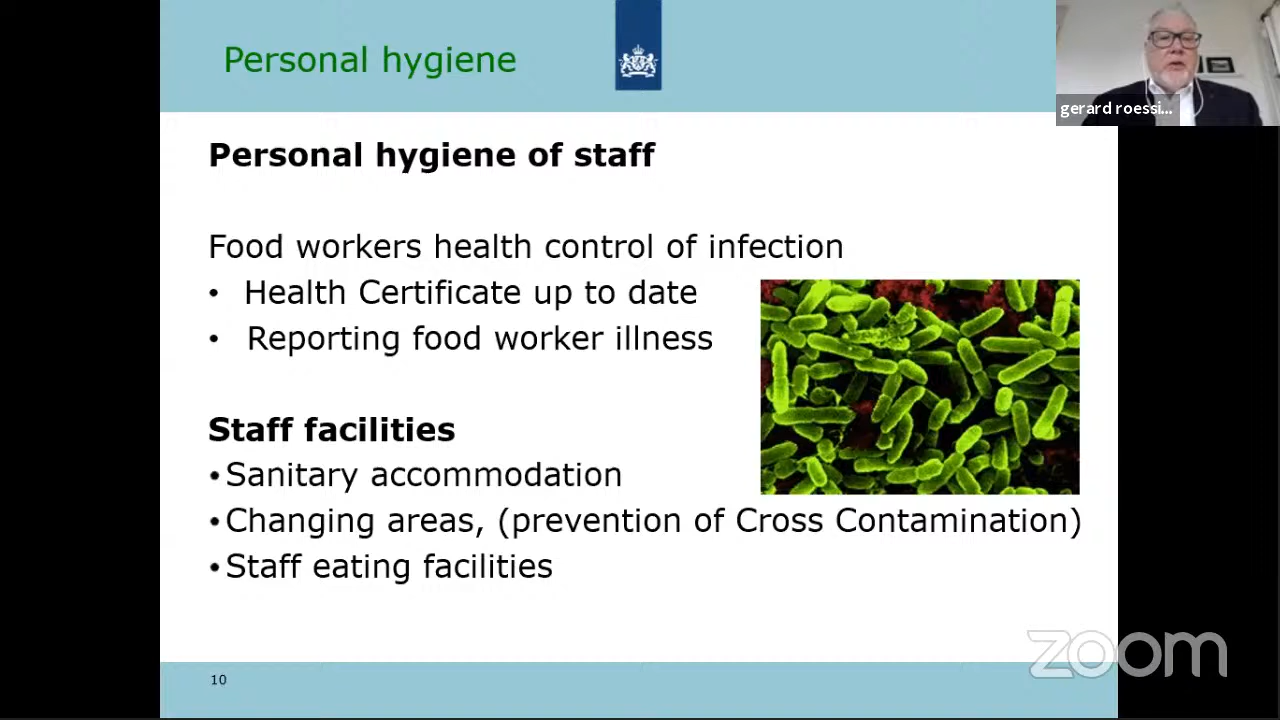 Personal hygiene
gerard roessi...
Personal hygiene of staff
Food workers health control of infection
• Health Certificate up to date
• Reporting food worker illness
Staff facilities
•Sanitary accommodation
•Changing areas, (prevention of Cross Contamination)
•Staff eating facilities
zoom
10